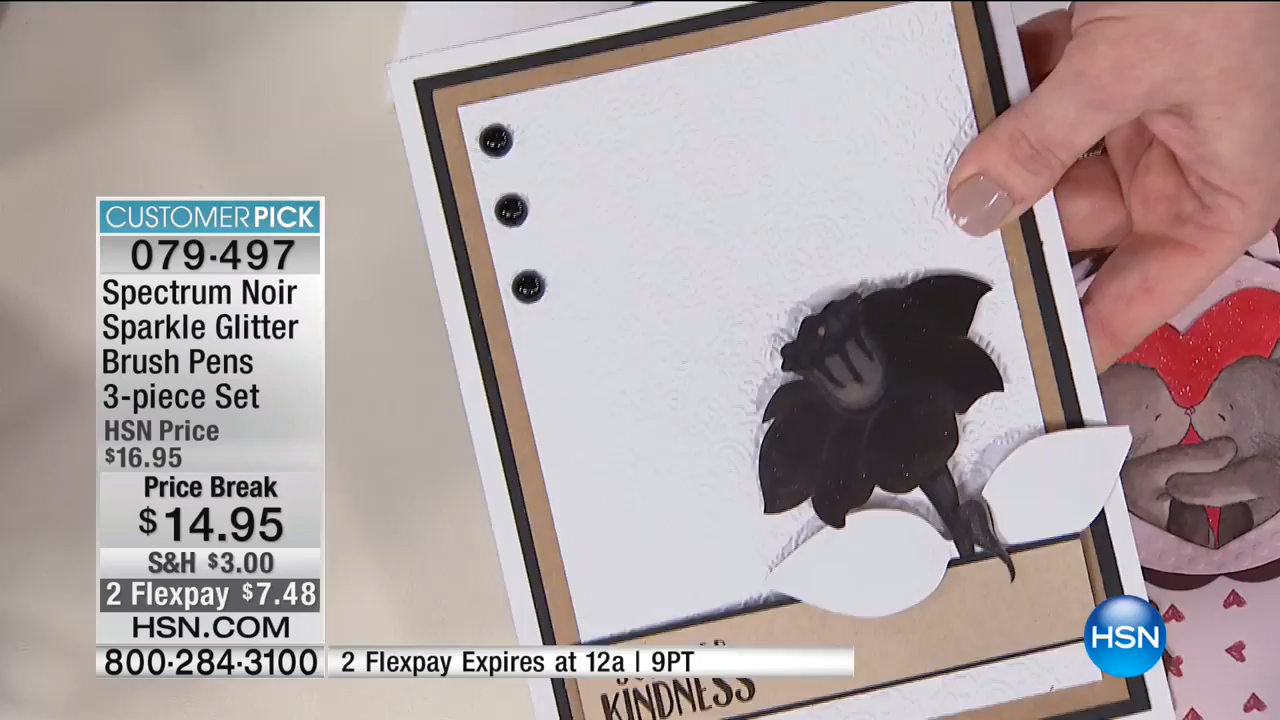 CUSTOMER PICK
079·497
Spectrum Noir
Sparkle Glitter
Brush Pens
3-piece Set
HSN Price
$16.95
Price Break
$14.95
S&H $3.00
2 Flexpay $7.48
HSN.COM
800·284·3100
2 Flexpay Expires at 12a | 9PT
KINDNESS
HSN